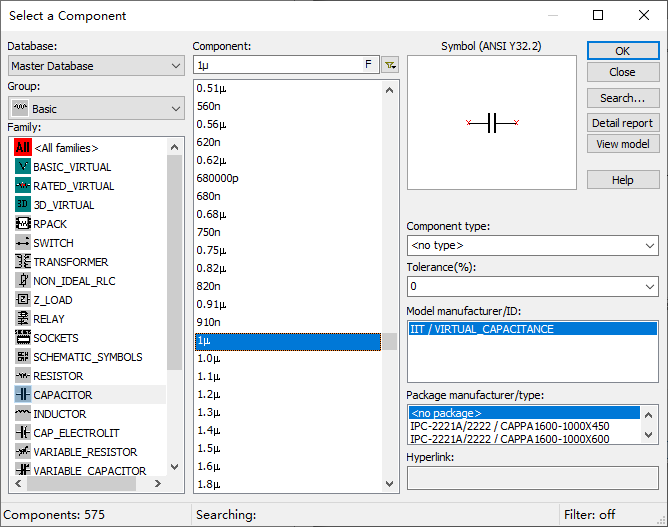 Select a Component
Database:
Master Database
Group:
Basic
Family:
All <All families>
BASIC_VIRTUAL
RATED_VIRTUAL
3D_VIRTUAL
RPACK
SWITCH
TRANSFORMER
NON_IDEAL_RLC
Z_LOAD
RELAY
SOCKETS
SCHEMATIC_SYMBOLS
RESISTOR
CAPACITOR
INDUCTOR
CAP_ELECTROLIT
VARIABLE_RESISTOR
VARIABLE_CAPACITOR
Component:
1µ F
0.51µ
560n
0.56µ
620n
0.62µ
680000p
680n
0.68µ
750n
0.75µ
0.82µ
820n
0.91µ
910n
1µ
1.0µ
1.1µ
1.2µ
1.3µ
1.4µ
1.5µ
1.6µ
1.8µ
Symbol (ANSI Y32.2)
OK
Close
Search...
Detail report
View model
Help
Component type:
<no type>
Tolerance(%):
0
Model manufacturer/ID:
IIT / VIRTUAL_CAPACITANCE
Package manufacturer/type:
<no package>
IPC-2221A/2222 / CAPPA1600-1000X450
IPC-2221A/2222 / CAPPA1600-1000X600
Hyperlink:
Components: 575
Searching:
Filter: off